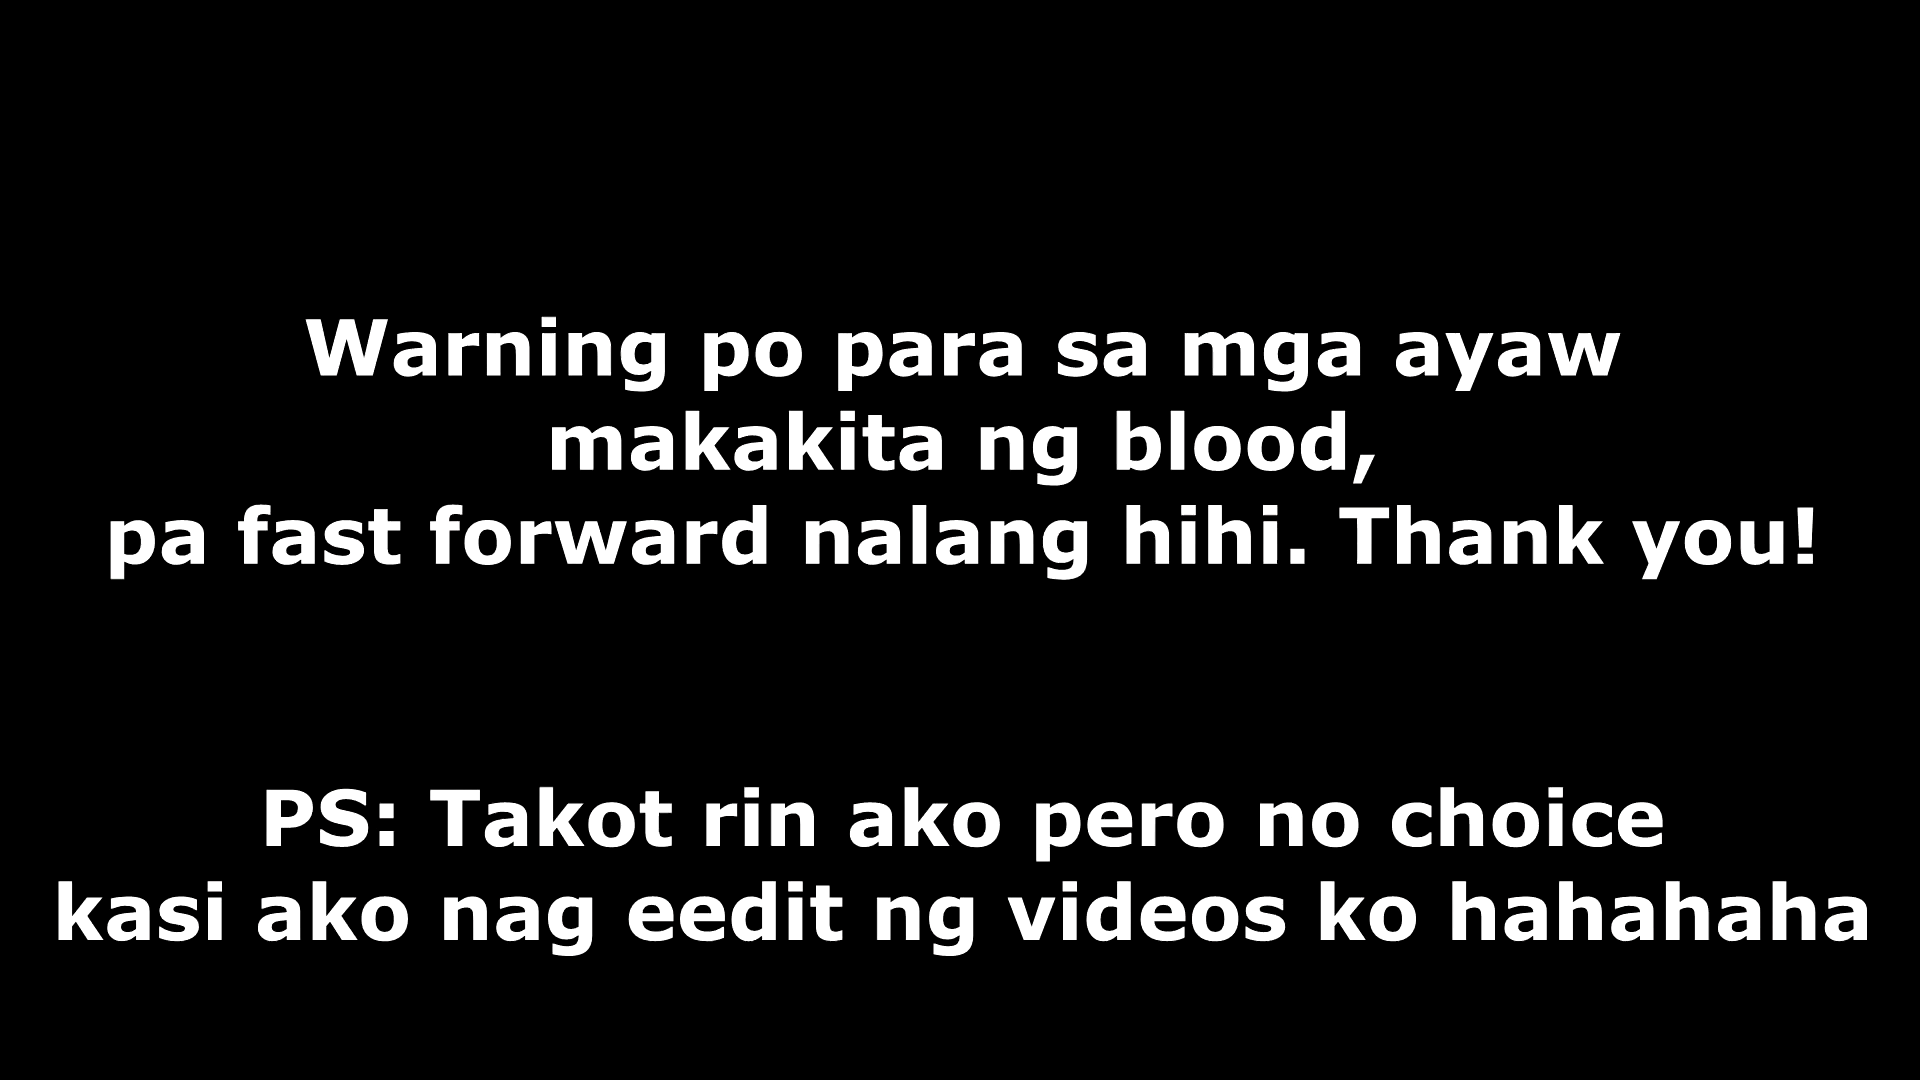 Warning po para sa mga ayaw
makakita ng blood,
pa fast forward nalang hihi. Thank you!
PS: Takot rin ako pero no choice
kasi ako nag eedit ng videos ko hahahaha